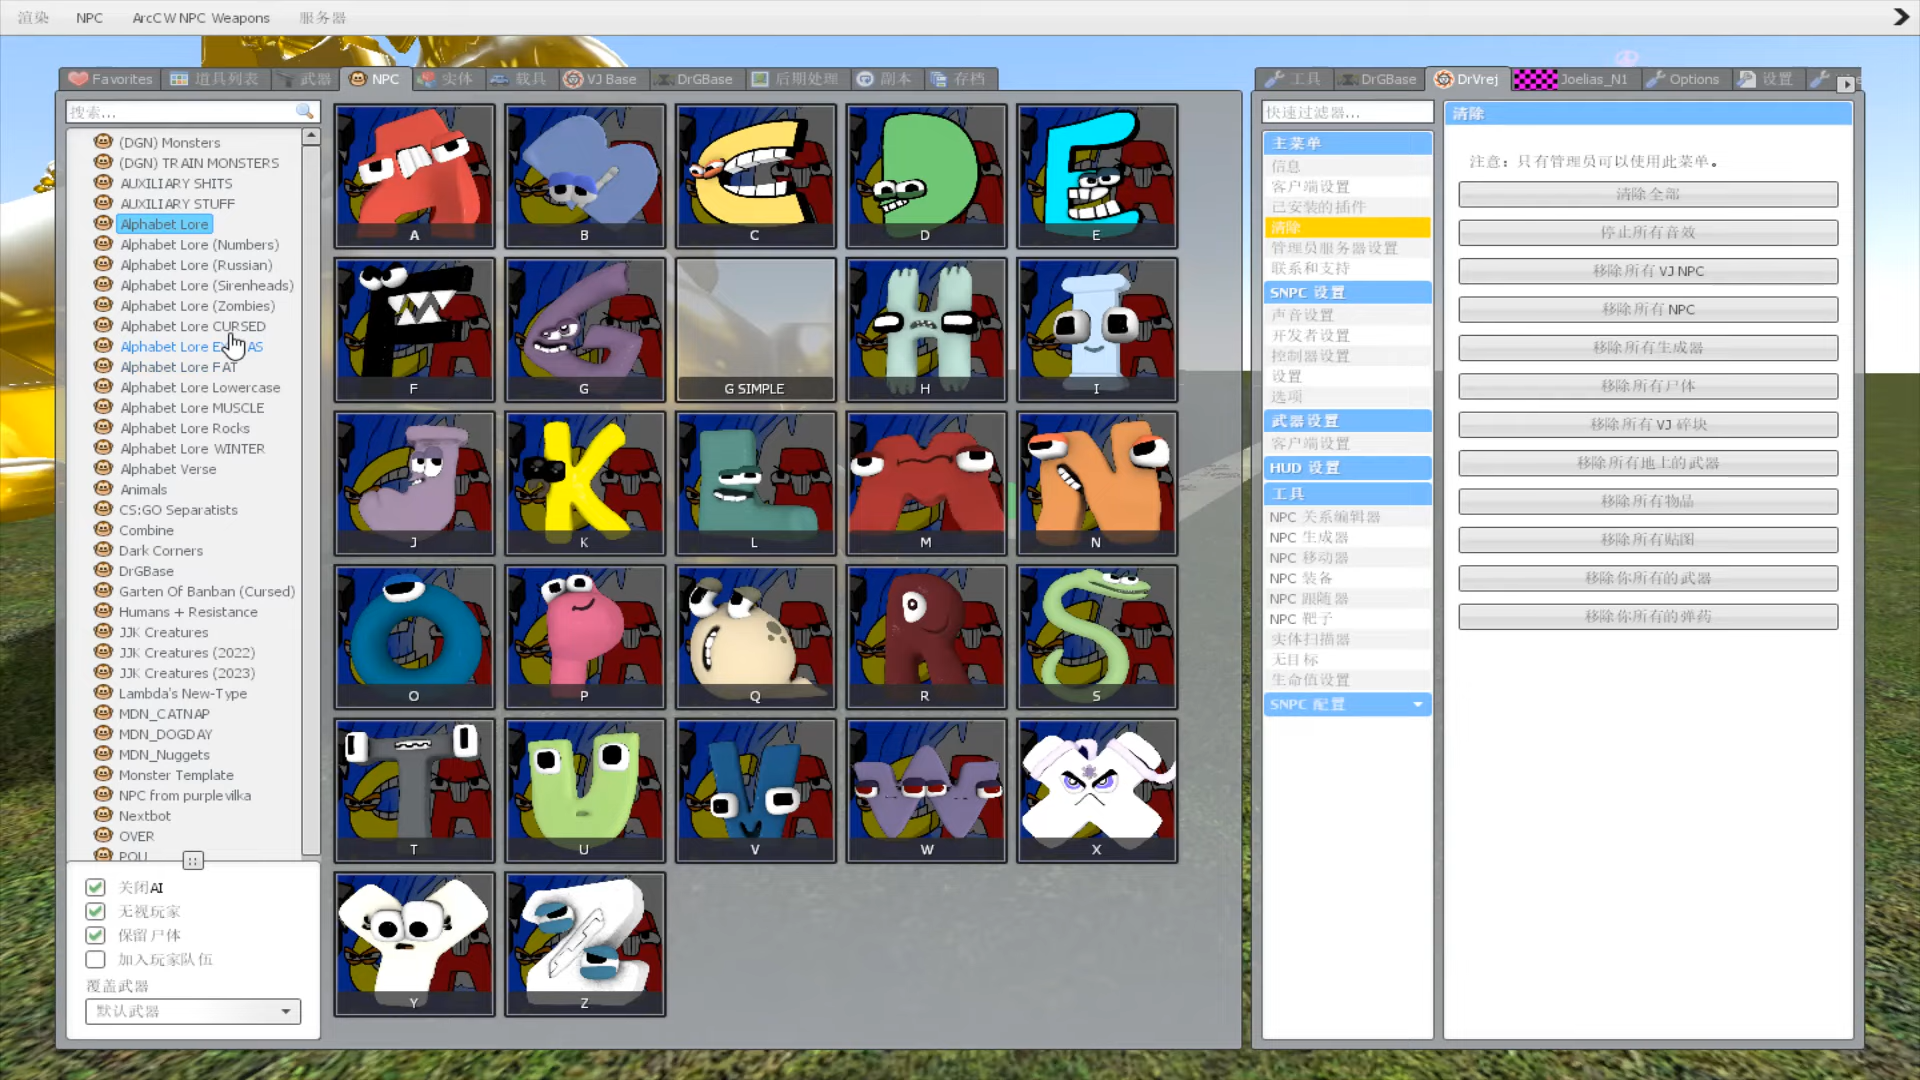 渲染 NPC ArcCW NPC Weapons 服务器
Favorites 道具列表 武器 NPC 实体 载具 VJ Base DrGBase 后期处理 副本 存档
搜索...
(DGN) Monsters
(DGN) TRAIN MONSTERS
AUXILIARY SHITS
AUXILIARY STUFF
Alphabet Lore
Alphabet Lore (Numbers)
Alphabet Lore (Russian)
Alphabet Lore (Sirenheads)
Alphabet Lore (Zombies)
Alphabet Lore CURSED
Alphabet Lore
Alphabet Lore FAT
Alphabet Lore Lowercase
Alphabet Lore MUSCLE
Alphabet Lore Rocks
Alphabet Lore WINTER
Alphabet Verse
Animals
CS:GO Separatists
Combine
Dark Corners
DrGBase
Garten Of Banban (Cursed)
Humans + Resistance
JJK Creatures
JJK Creatures (2022)
JJK Creatures (2023)
Lambda's New-Type
MDN_CATNAP
MDN_DOGDAY
MDN_Nuggets
Monster Template
NPC from purplevilka
Nextbot
OVER
POU
关闭AI
无视玩家
保留尸体
加入玩家队伍
覆盖武器
默认武器
A B C D E
F G G SIMPLE H I
J K L M N
O P Q R S
T U V W X
Y Z
工具 DrGBase DrVrej Joelias_N1 Options 设置
快速过滤器...
主菜单
信息
客户端设置
已安装的插件
清除
管理员服务器设置
联系和支持
SNPC 设置
声音设置
开发者设置
控制器设置
设置
选项
武器设置
客户端设置
HUD 设置
工具
NPC 关系编辑器
NPC 生成器
NPC 移动器
NPC 装备
NPC 跟随器
NPC 靶子
实体扫描器
无目标
生命值设置
SNPC 配置
清除
注意：只有管理员可以使用此菜单。
清除全部
停止所有音效
移除所有 VJ NPC
移除所有 NPC
移除所有生成器
移除所有尸体
移除所有 VJ 碎块
移除所有地上的武器
移除所有物品
移除所有贴图
移除你所有的武器
移除你所有的弹药